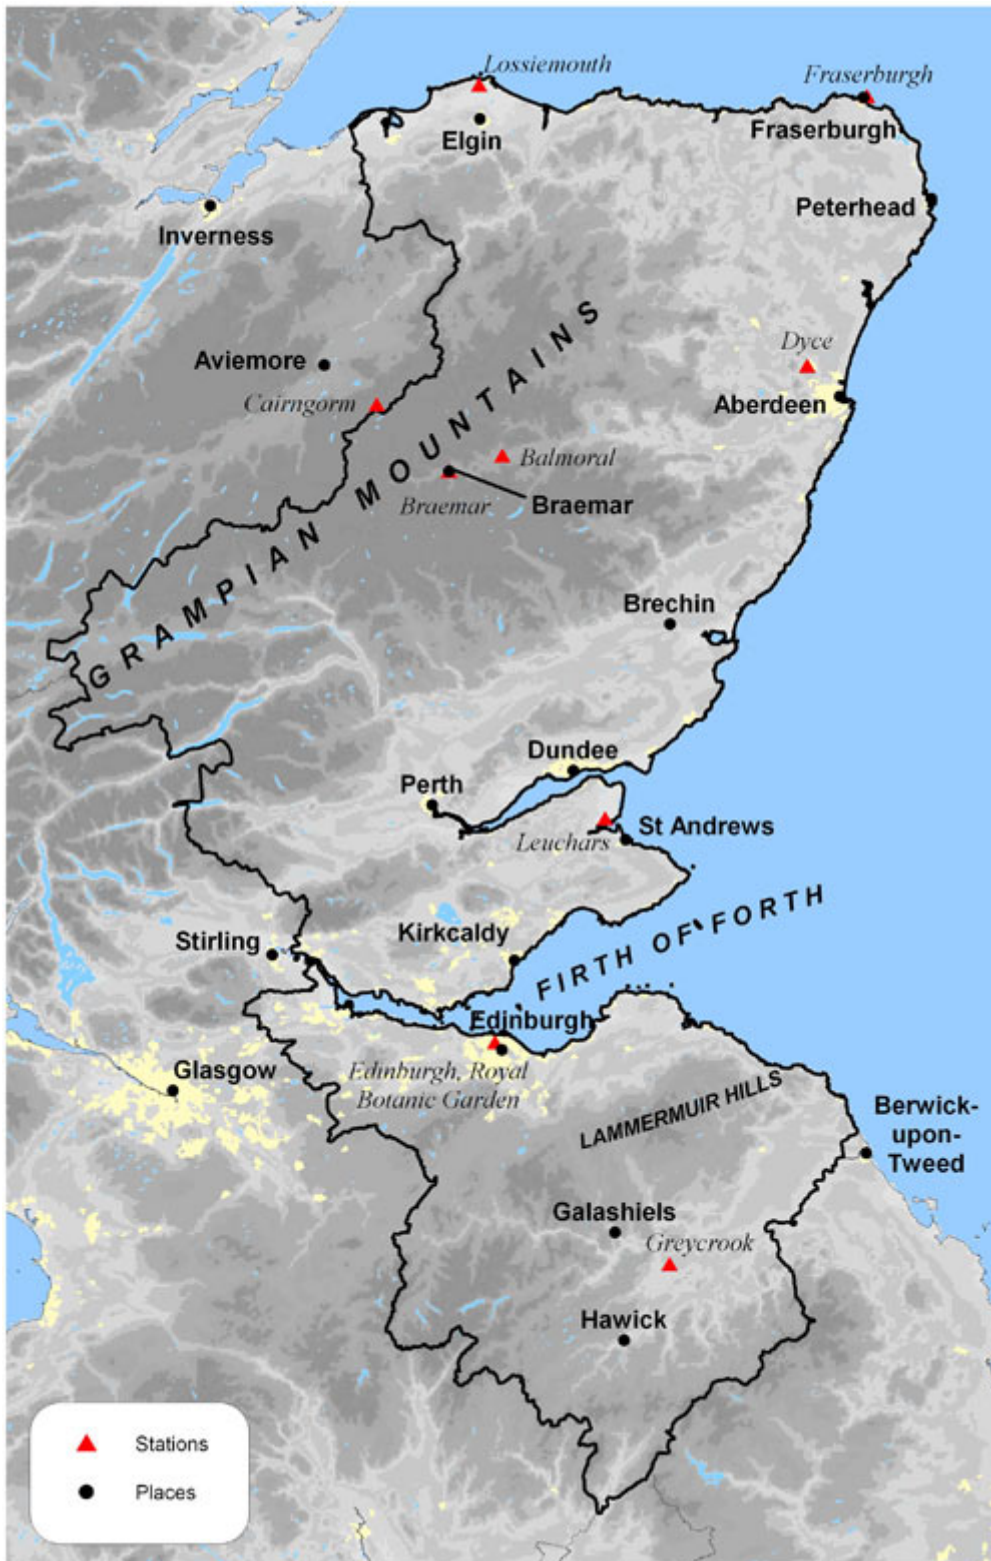 Lossiemouth
Fraserburgh
Elgin
Fraserburgh
Peterhead
Inverness
Dyce
Aviemore
Cairngorm
Aberdeen
GRAMPIAN MOUNTAINS
Balmoral
Braemar
Braemar
Brechin
Dundee
Perth
St Andrews
Leuchars
Kirkcaldy
FIRTH OF FORTH
Stirling
Edinburgh
Edinburgh, Royal
Botanic Garden
Glasgow
LAMMERMUIR HILLS
Berwick-
upon-
Tweed
Galashiels
Greycrook
Hawick
Stations
Places